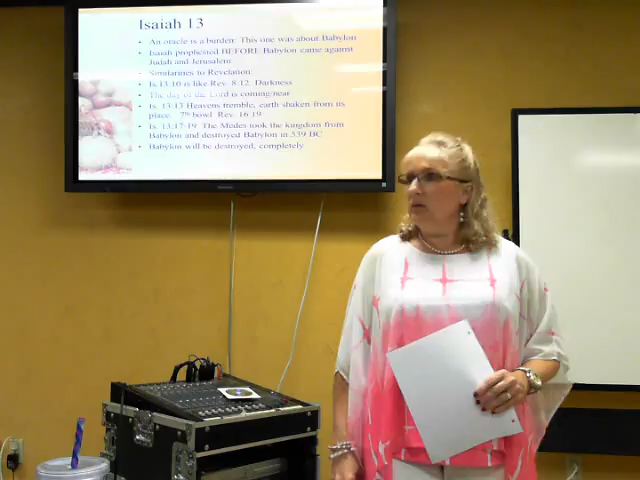 Isaiah 13
• An oracle is a burden: This one was about Babylon
• Isaiah prophesied BEFORE Babylon came against
Judah and Jerusalem
• Similarities to Revelation:
• Is.13:10 is like Rev. 8:12: Darkness
• The day of the Lord is coming/near
• Is. 13:13 Heavens tremble, earth shaken from its
place. 7th bowl Rev. 16:19
• Is. 13:17-19 The Medes took the kingdom from
Babylon and destroyed Babylon in 539 BC
• Babylon will be destroyed, completely